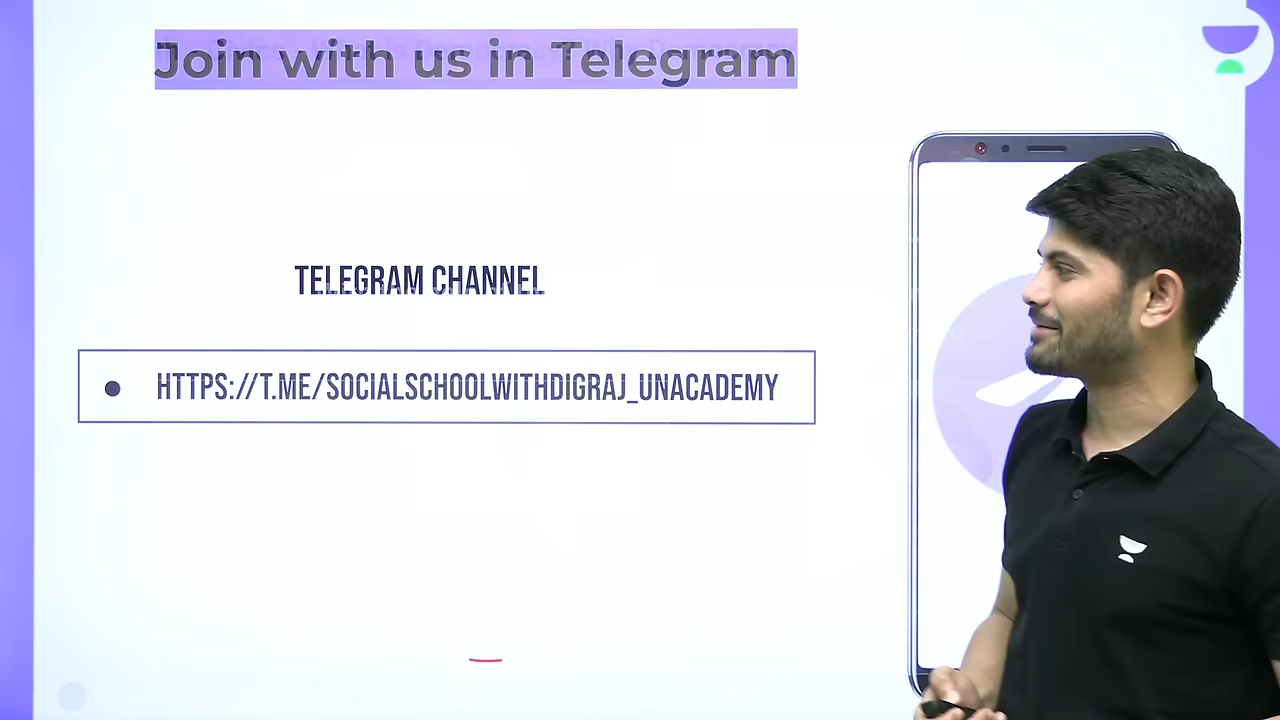 Join with us in Telegram
TELEGRAM CHANNEL
HTTPS://T.ME/SOCIALSCHOOLWITHDIGRAJ_UNACADEMY